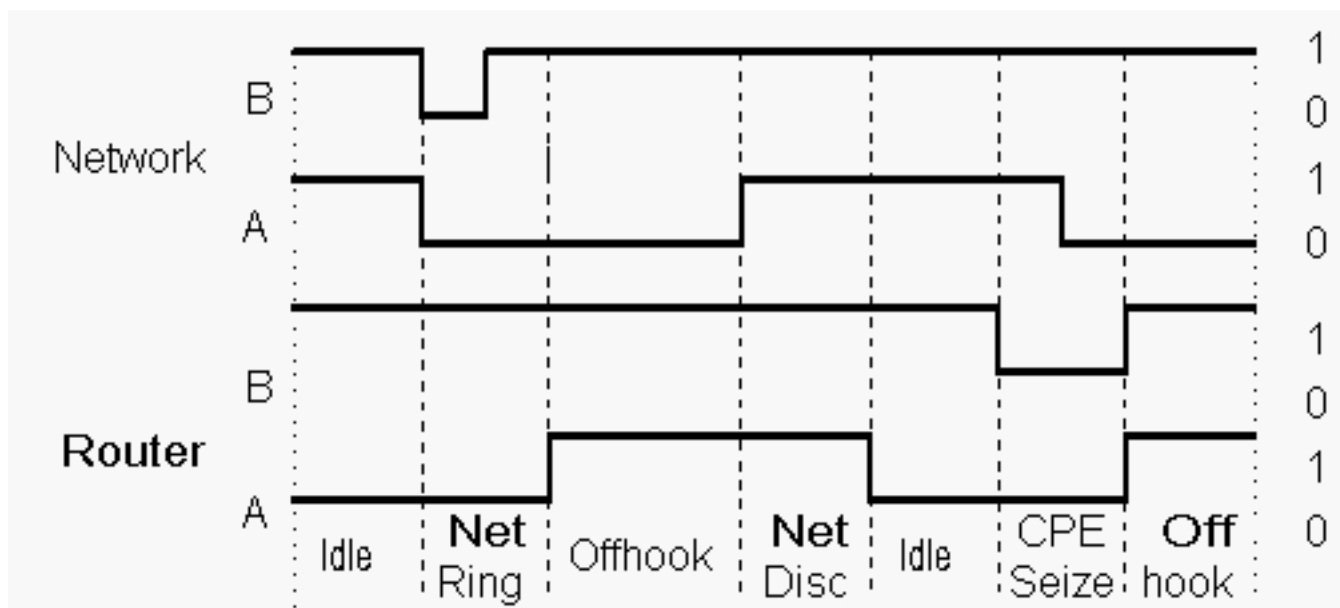 B
1
0
Network
A
1
0
B
1
0
Router
A
1
0
Idle
Net
Ring
Offhook
Net
Disc
Idle
CPE
Seize
Off
hook